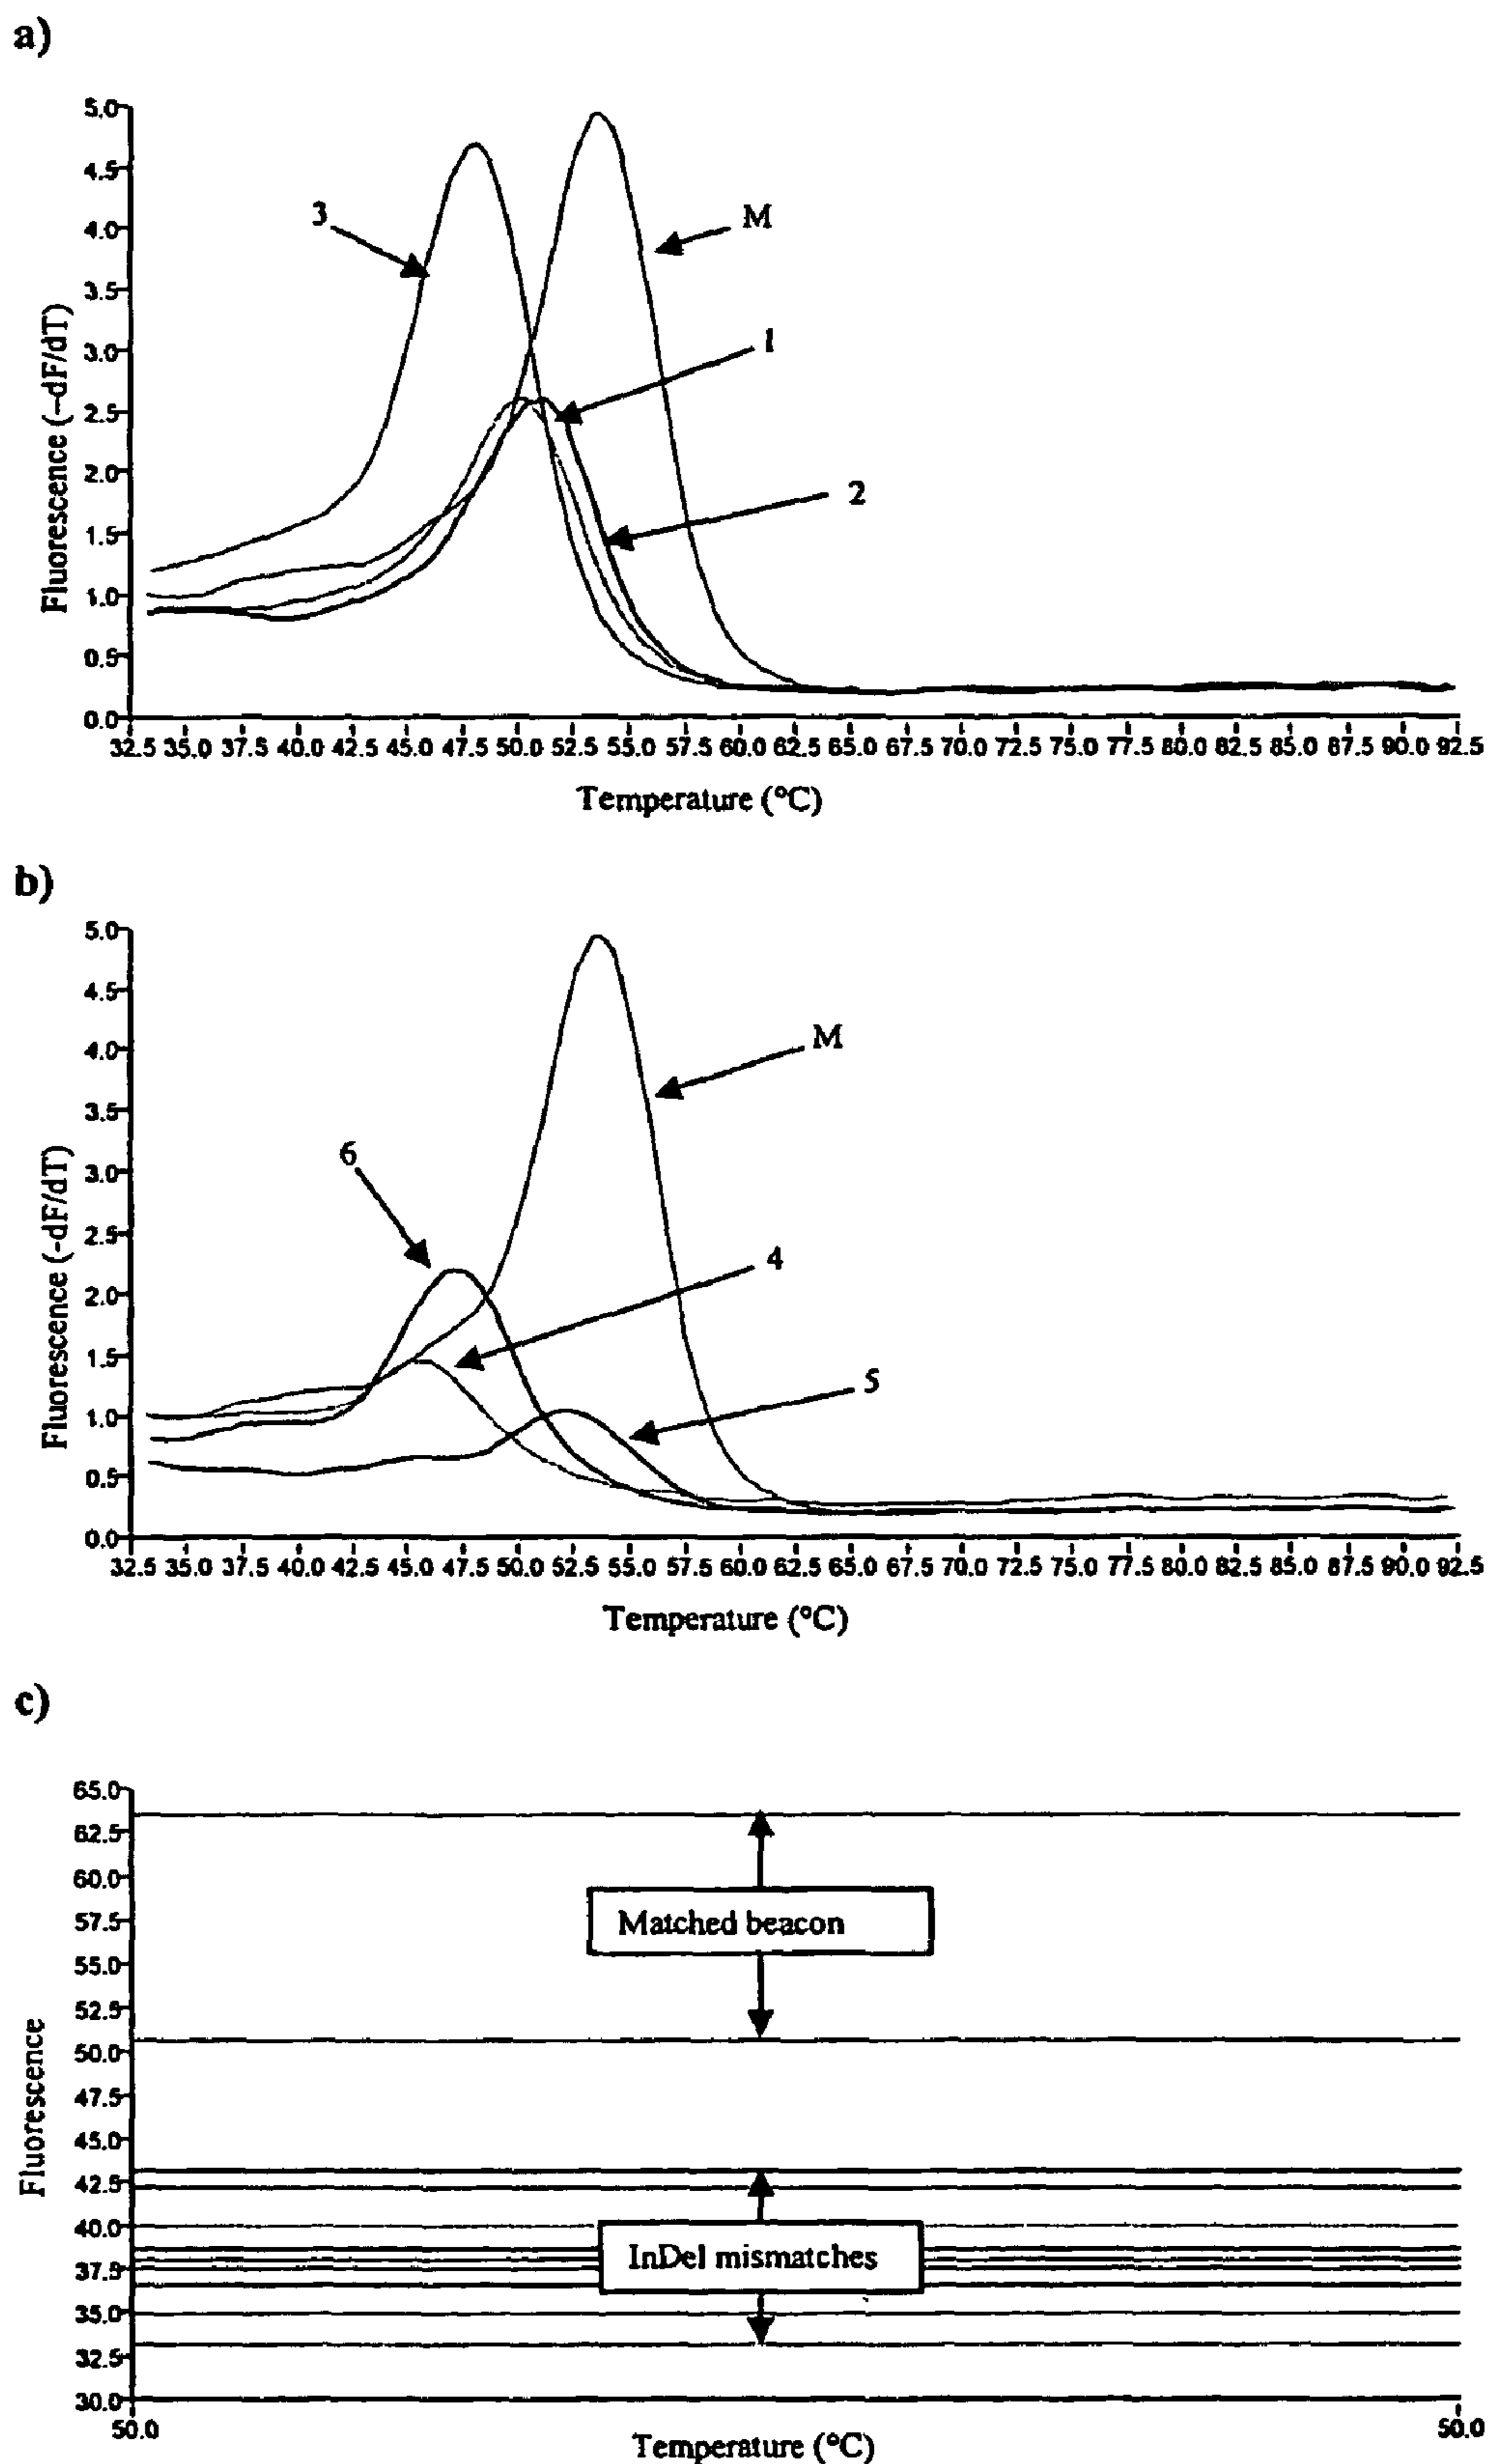 a)
5.0
4.5
4.0
3.5
3.0
2.5
2.0
1.5
1.0
0.5
0.0
Fluorescence (–dF/dT)
3
M
1
2
32.5 35.0 37.5 40.0 42.5 45.0 47.5 50.0 52.5 55.0 57.5 60.0 62.5 65.0 67.5 70.0 72.5 75.0 77.5 80.0 82.5 85.0 87.5 90.0 92.5
Temperature (°C)
b)
5.0
4.5
4.0
3.5
3.0
2.5
2.0
1.5
1.0
0.5
0.0
Fluorescence (-dF/dT)
M
6
4
5
32.5 35.0 37.5 40.0 42.5 45.0 47.5 50.0 52.5 55.0 57.5 60.0 62.5 65.0 67.5 70.0 72.5 75.0 77.5 80.0 82.5 85.0 87.5 90.0 92.5
Temperature (°C)
c)
65.0
62.5
60.0
57.5
55.0
52.5
50.0
47.5
45.0
42.5
40.0
37.5
35.0
32.5
30.0
Fluorescence
Matched beacon
InDel mismatches
50.0 50.0
Temperature (°C)